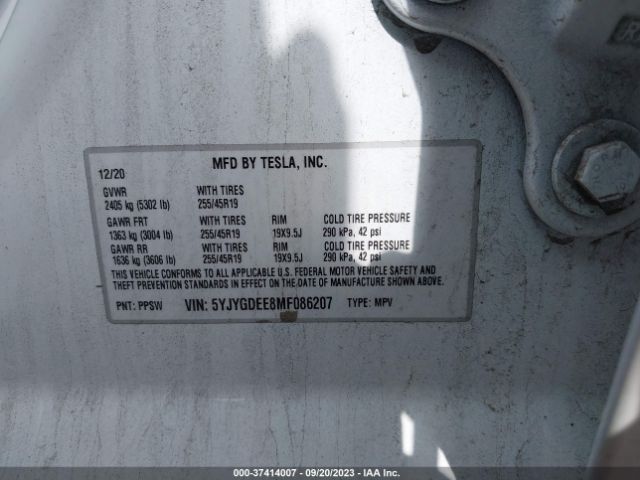 12/20 MFD BY TESLA, INC.
GVWR WITH TIRES
2405 kg (5302 lb) 255/45R19
GAWR FRT WITH TIRES RIM COLD TIRE PRESSURE
1363 kg (3004 lb) 255/45R19 19X9.5J 290 kPa, 42 psi
GAWR RR WITH TIRES RIM COLD TIRE PRESSURE
1636 kg (3606 lb) 255/45R19 19X9.5J 290 kPa, 42 psi
THIS VEHICLE CONFORMS TO ALL APPLICABLE U.S. FEDERAL MOTOR VEHICLE SAFETY AND
THEFT PREVENTION STANDARDS IN EFFECT ON THE DATE OF MANUFACTURE SHOWN ABOVE.
PNT: PPSW VIN: 5YJYGDEE8MF086207 TYPE: MPV
000-37414007 - 09/20/2023 - IAA Inc.